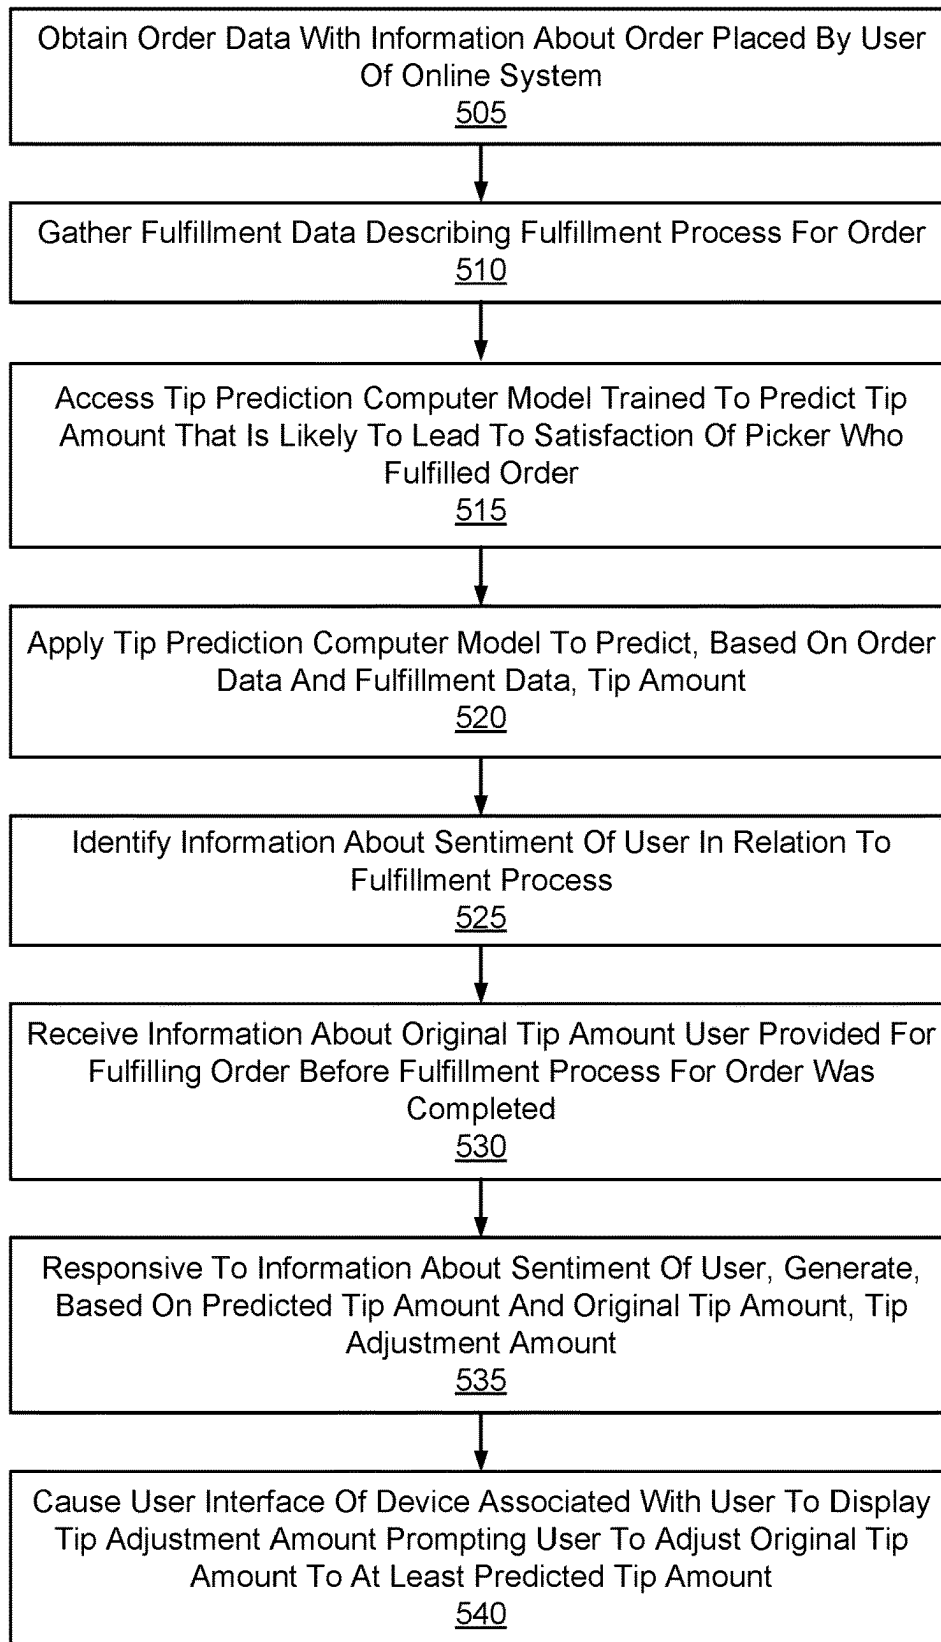 Obtain Order Data With Information About Order Placed By User
Of Online System
505
Gather Fulfillment Data Describing Fulfillment Process For Order
510
Access Tip Prediction Computer Model Trained To Predict Tip
Amount That Is Likely To Lead To Satisfaction Of Picker Who
Fulfilled Order
515
Apply Tip Prediction Computer Model To Predict, Based On Order
Data And Fulfillment Data, Tip Amount
520
Identify Information About Sentiment Of User In Relation To
Fulfillment Process
525
Receive Information About Original Tip Amount User Provided For
Fulfilling Order Before Fulfillment Process For Order Was
Completed
530
Responsive To Information About Sentiment Of User, Generate,
Based On Predicted Tip Amount And Original Tip Amount, Tip
Adjustment Amount
535
Cause User Interface Of Device Associated With User To Display
Tip Adjustment Amount Prompting User To Adjust Original Tip
Amount To At Least Predicted Tip Amount
540